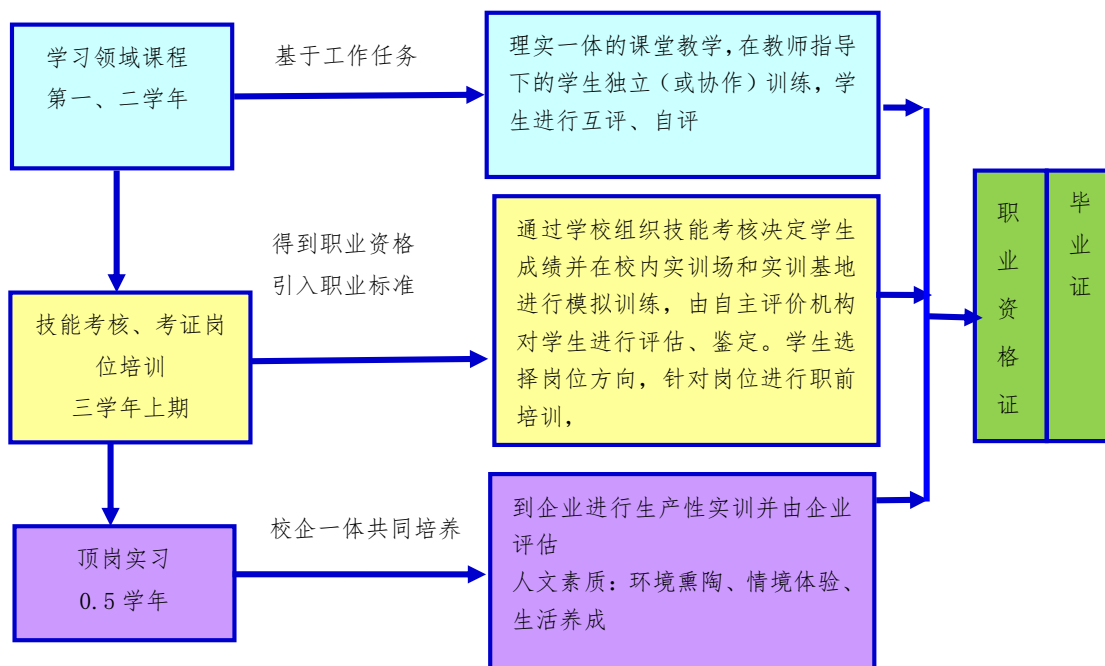 学习领域课程
第一、二学年
基于工作任务
理实一体的课堂教学,在教师指导
下的学生独立（或协作）训练，学
生进行互评、自评
得到职业资格
引入职业标准
技能考核、考证岗
位培训
三学年上期
通过学校组织技能考核决定学生
成绩并在校内实训场和实训基地
进行模拟训练，由自主评价机构
对学生进行评估、鉴定。学生选
择岗位方向，针对岗位进行职前
培训，
顶岗实习
0.5 学年
校企一体共同培养
到企业进行生产性实训并由企业
评估
人文素质：环境熏陶、情境体验、
生活养成
职业资格证
毕业证